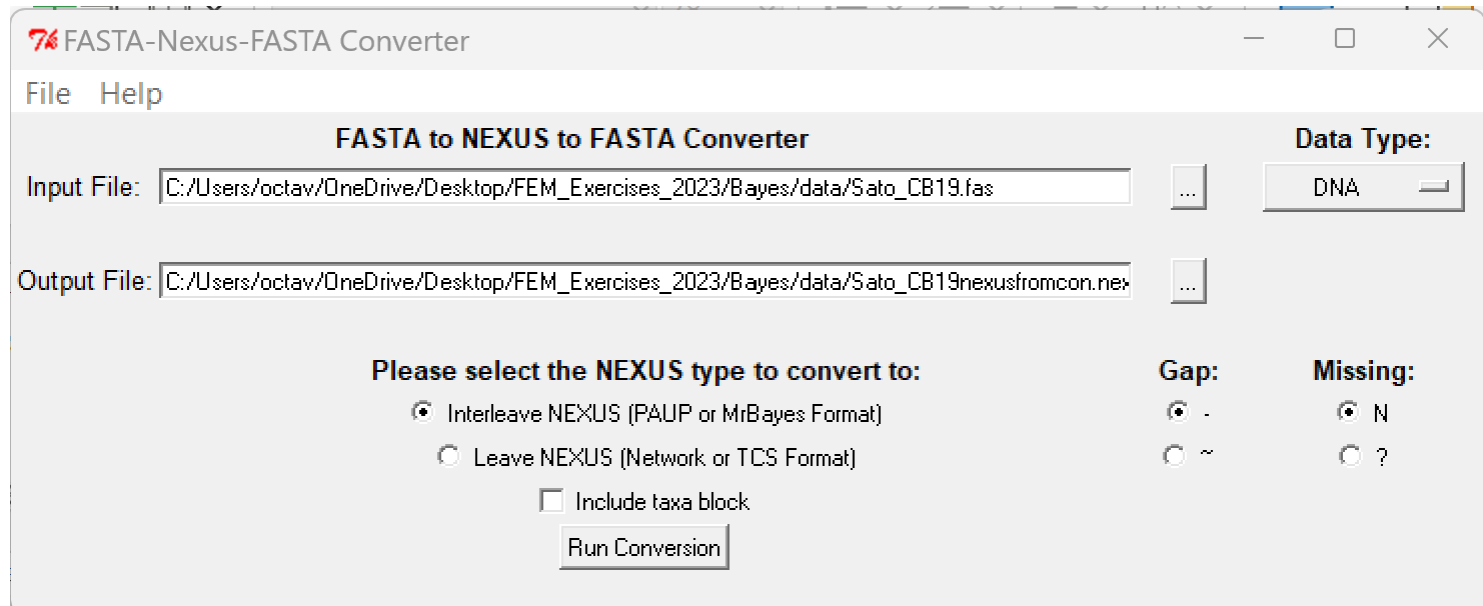 FASTA-Nexus-FASTA Converter
File Help
FASTA to NEXUS to FASTA Converter Data Type:
Input File: C:/Users/octav/OneDrive/Desktop/FEM_Exercises_2023/Bayes/data/Sato_CB19.fas ... DNA
Output File: C:/Users/octav/OneDrive/Desktop/FEM_Exercises_2023/Bayes/data/Sato_CB19nexusfromcon.nex ...
Please select the NEXUS type to convert to: Gap: Missing:
Interleave NEXUS (PAUP or MrBayes Format) - N
Leave NEXUS (Network or TCS Format) ~ ?
Include taxa block
Run Conversion